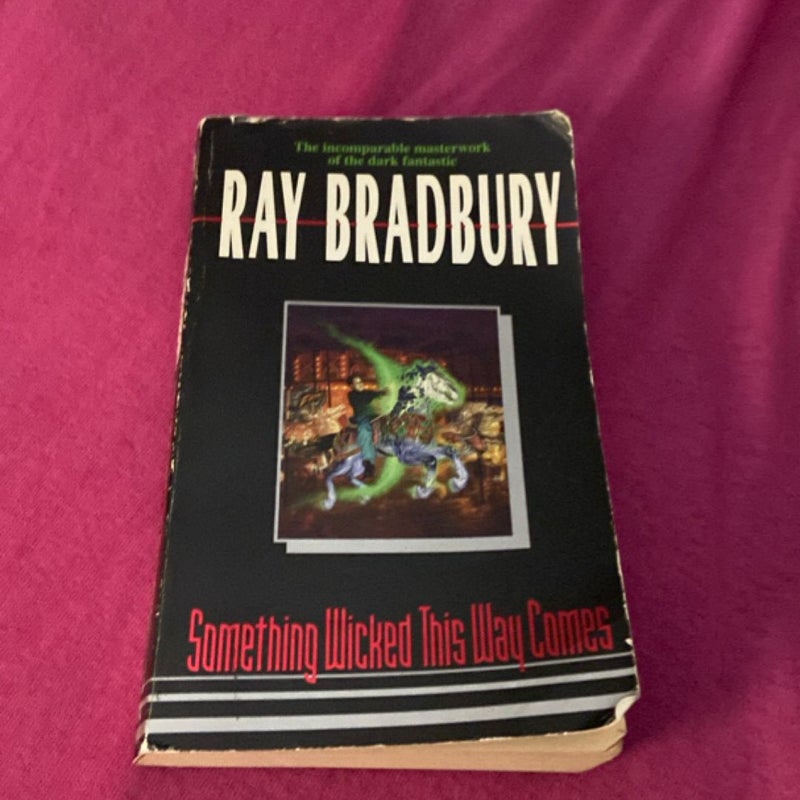 The incomparable masterwork
of the dark fantastic
RAY BRADBURY
Something Wicked This Way Comes